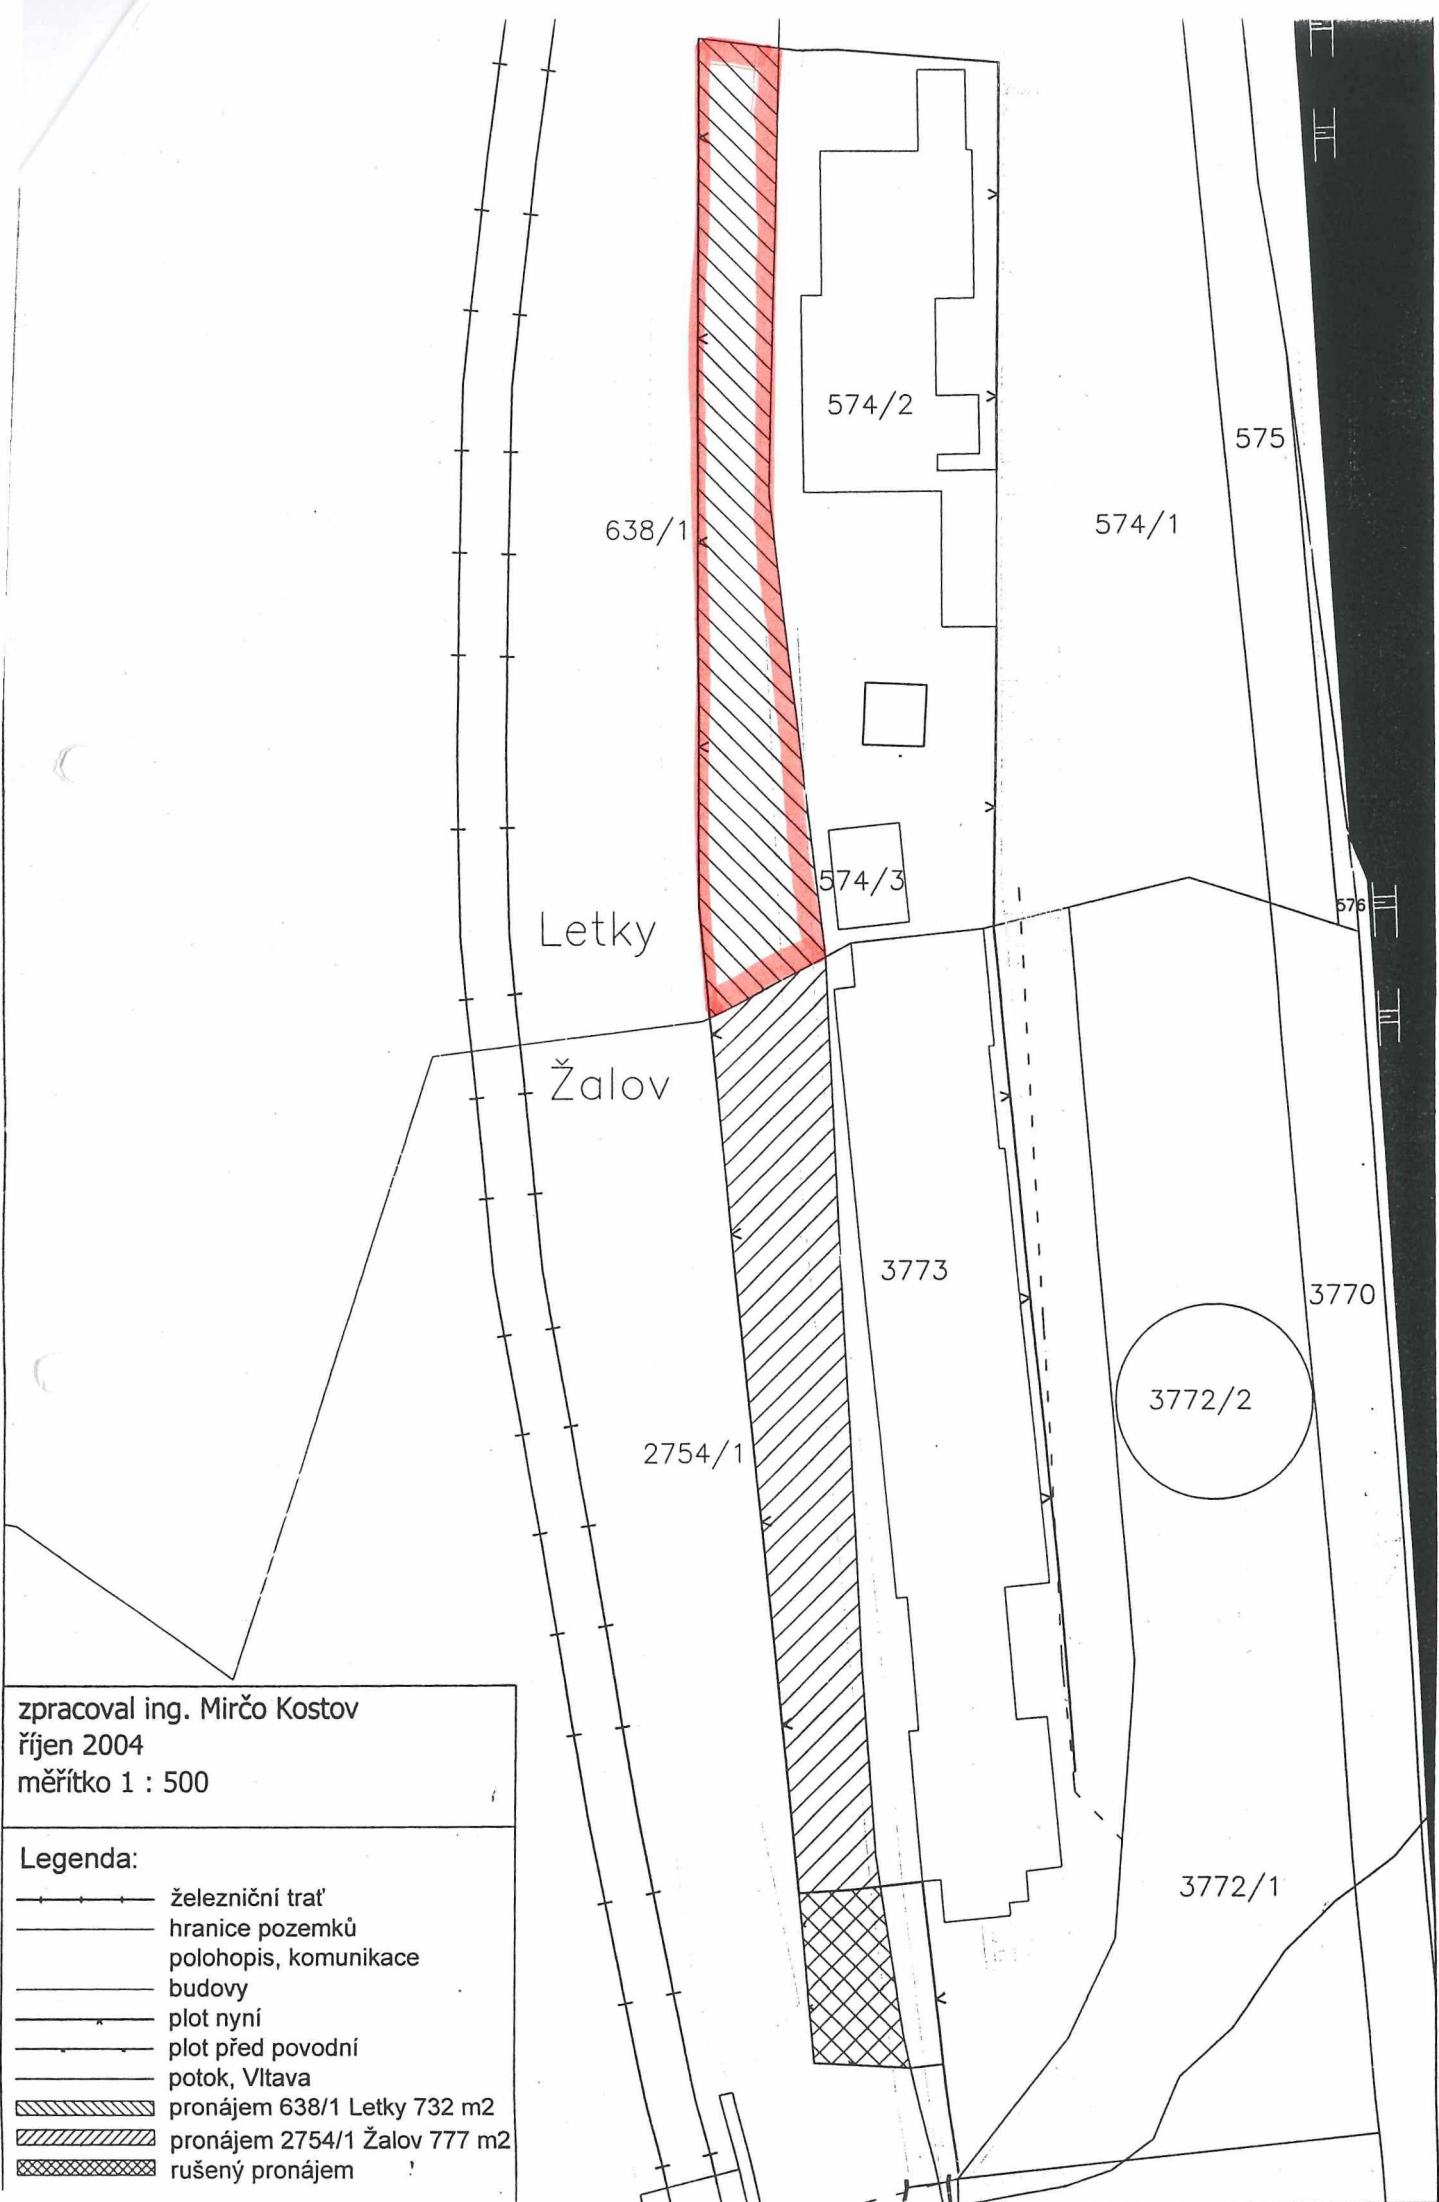 574/2
575
638/1
574/1
574/3
576
Letky
Žalov
3773
3770
3772/2
2754/1
3772/1
zpracoval ing. Mirčo Kostov
říjen 2004
měřítko 1 : 500
Legenda:
železniční trať
hranice pozemků
polohopis, komunikace
budovy
plot nyní
plot před povodní
potok, Vltava
pronájem 638/1 Letky 732 m2
pronájem 2754/1 Žalov 777 m2
rušený pronájem